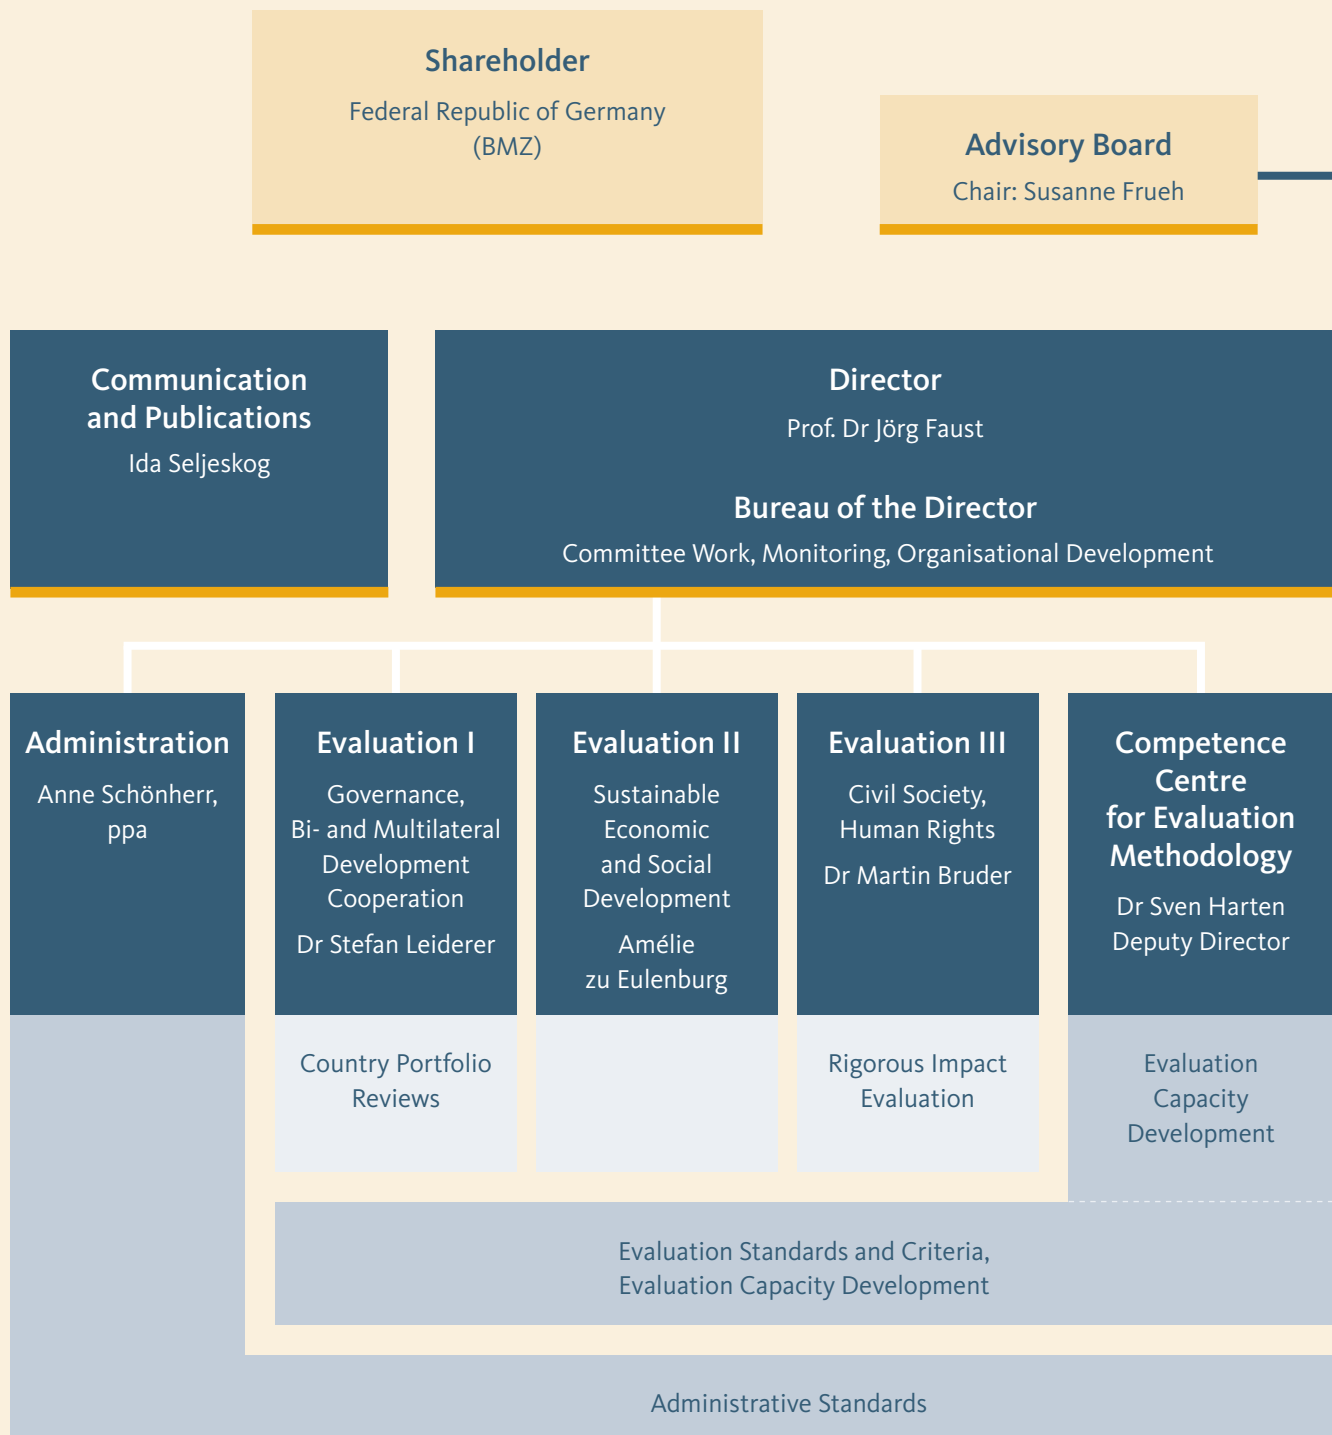 Shareholder
Federal Republic of Germany
(BMZ)
Advisory Board
Chair: Susanne Frueh
Communication
and Publications
Ida Seljeskog
Director
Prof. Dr Jörg Faust
Bureau of the Director
Committee Work, Monitoring, Organisational Development
Administration
Anne Schönherr,
ppa
Evaluation I
Governance,
Bi- and Multilateral
Development
Cooperation
Dr Stefan Leiderer
Evaluation II
Sustainable
Economic
and Social
Development
Amélie
zu Eulenburg
Evaluation III
Civil Society,
Human Rights
Dr Martin Bruder
Competence
Centre
for Evaluation
Methodology
Dr Sven Harten
Deputy Director
Country Portfolio
Reviews
Rigorous Impact
Evaluation
Evaluation
Capacity
Development
Evaluation Standards and Criteria,
Evaluation Capacity Development
Administrative Standards